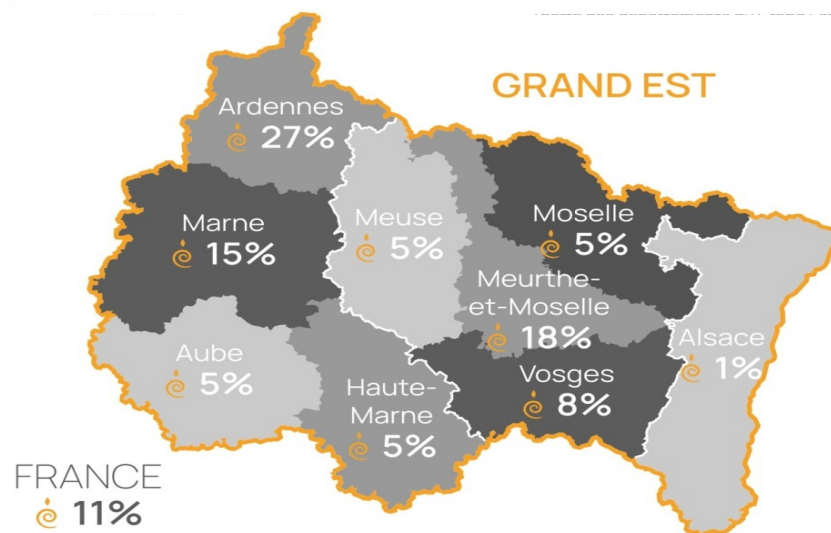 GRAND EST
Ardennes
27%
Marne
15%
Meuse
5%
Moselle
5%
Meurthe-
et-Moselle
18%
Alsace
1%
Aube
5%
Haute-
Marne
5%
Vosges
8%
FRANCE
11%